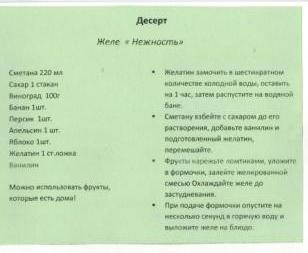 Десерт
Желе « Нежность»
Сметана 220 мл
Сахар 1 стакан
Виноград 100г
Банан 1шт.
Персик 1шт.
Апельсин 1 шт.
Яблоко 1шт.
Желатин 1 ст.ложка
Ванилин
Можно использовать фрукты,
которые есть дома!
• Желатин замочить в шестикратном
количестве холодной воды, оставить
на 1 час, затем распустите на водяной
бане.
• Сметану взбейте с сахаром до его
растворения, добавьте ванилин и
подготовленный желатин,
перемешайте.
• Фрукты нарежьте ломтиками, уложите
в формочки, залейте желированной
смесью Охлаждайте желе до
застудневания.
• При подаче формочки опустите на
несколько секунд в горячую воду и
выложите желе на блюдо.